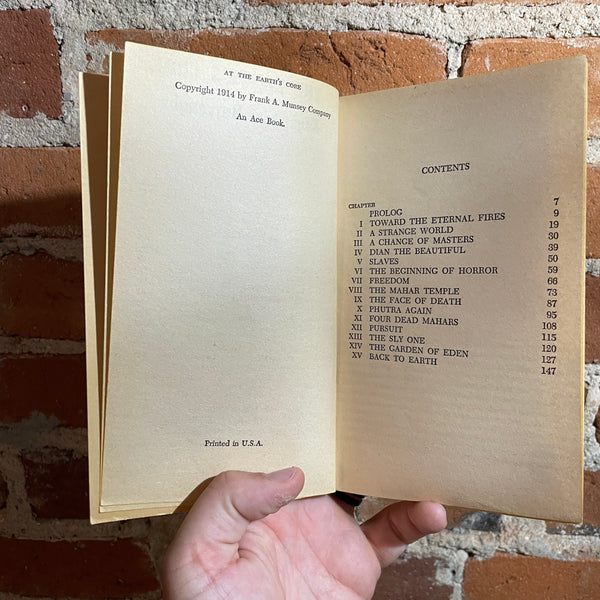 AT THE EARTH'S CORE
Copyright 1914 by Frank A. Munsey Company
An Ace Book.
Printed in U.S.A.
CONTENTS
CHAPTER
PROLOG 7
I TOWARD THE ETERNAL FIRES 9
II A STRANGE WORLD 19
III A CHANGE OF MASTERS 30
IV DIAN THE BEAUTIFUL 39
V SLAVES 50
VI THE BEGINNING OF HORROR 59
VII FREEDOM 66
VIII THE MAHAR TEMPLE 73
IX THE FACE OF DEATH 87
X PHUTRA AGAIN 95
XI FOUR DEAD MAHARS 108
XII PURSUIT 115
XIII THE SLY ONE 120
XIV THE GARDEN OF EDEN 127
XV BACK TO EARTH 147